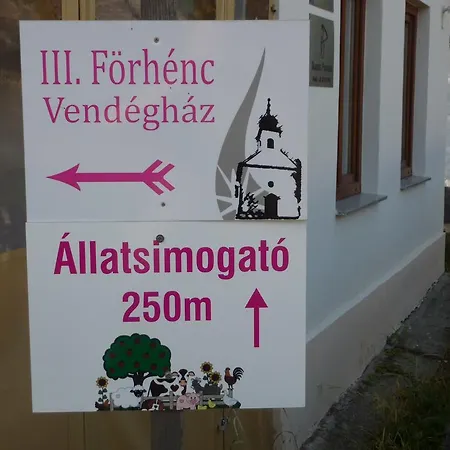 III. Förhénc
Vendégház
Állatsimogató
250m